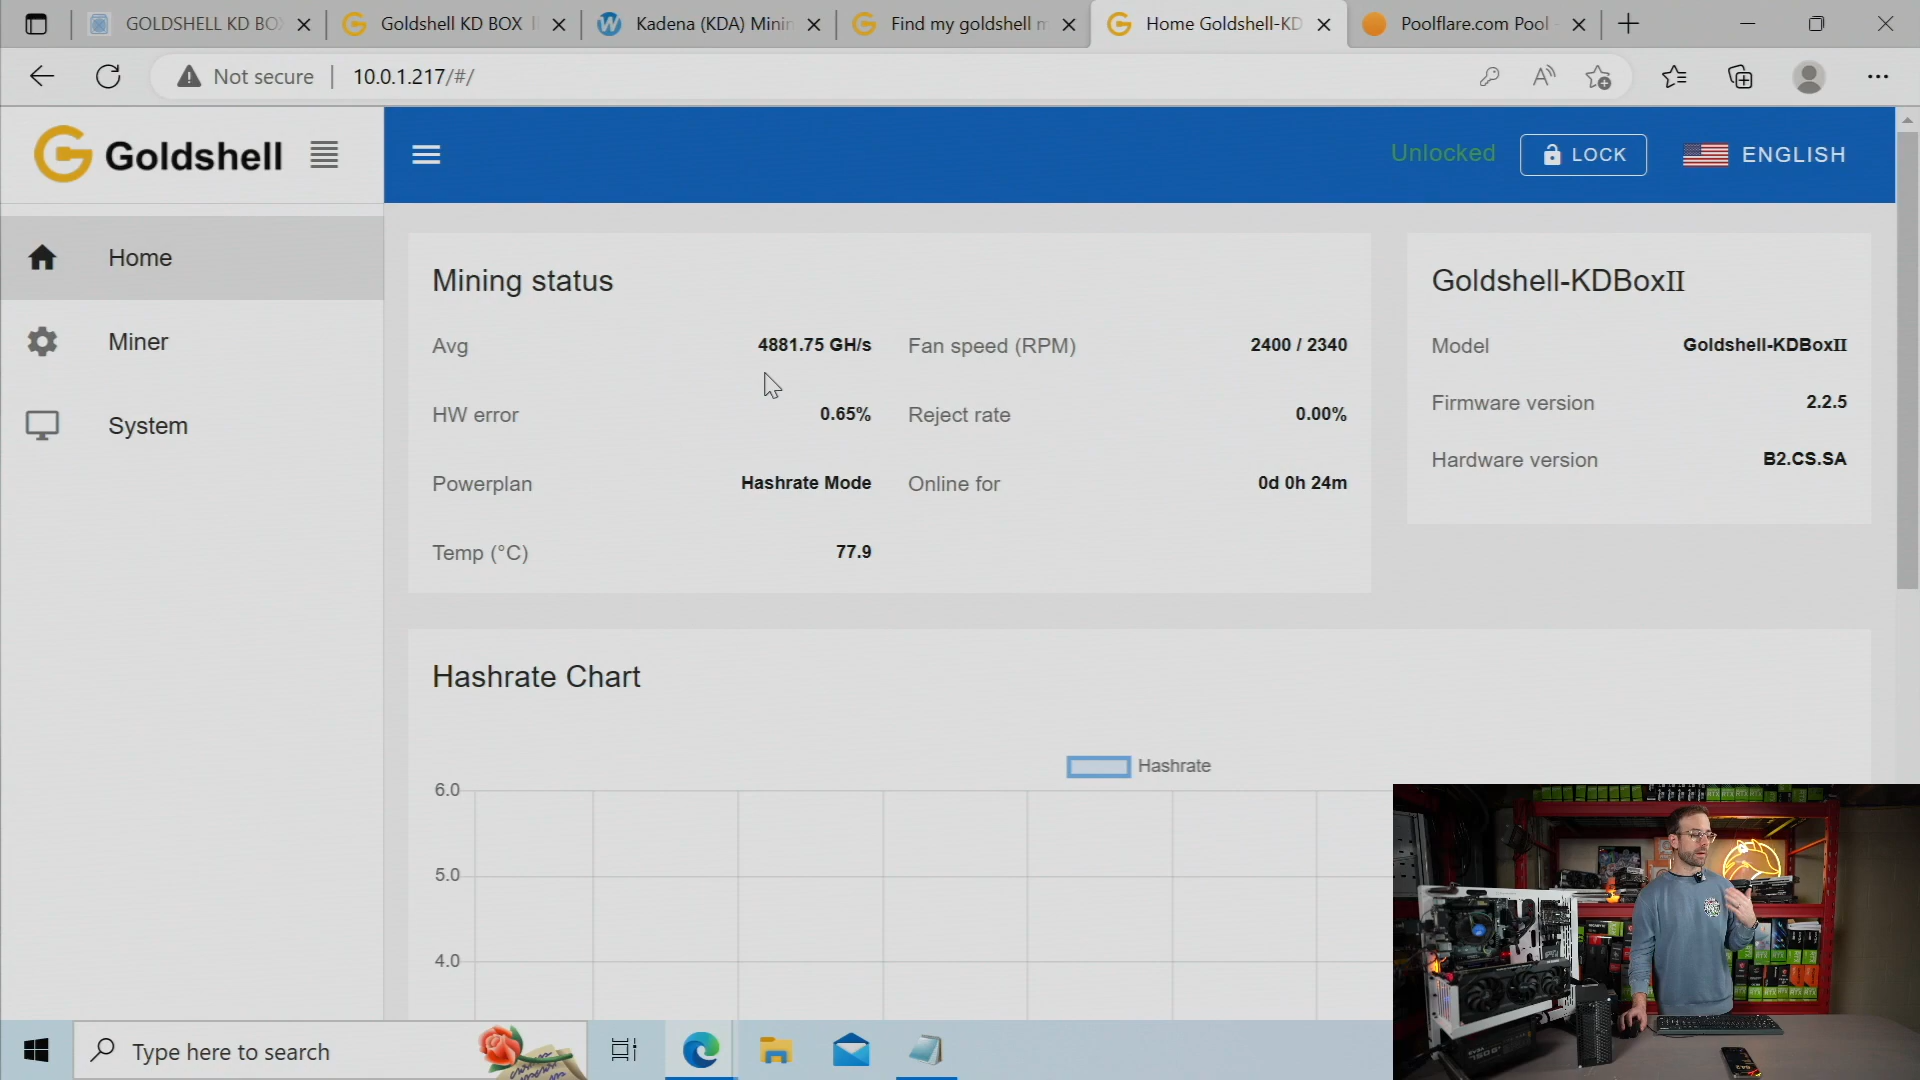 GOLDSHELL KD BO
Goldshell KD BOX II
Kadena (KDA) Minin
Find my goldshell m
Home Goldshell-KD
Poolflare.com Pool -
Not secure
10.0.1.217/#/
Goldshell
Unlocked
LOCK
ENGLISH
Home
Miner
System
Mining status
Avg 4881.75 GH/s Fan speed (RPM) 2400 / 2340
HW error 0.65% Reject rate 0.00%
Powerplan Hashrate Mode Online for 0d 0h 24m
Temp (°C) 77.9
Goldshell-KDBoxII
Model Goldshell-KDBoxII
Firmware version 2.2.5
Hardware version B2.CS.SA
Hashrate Chart
Hashrate
6.0
5.0
4.0
Type here to search